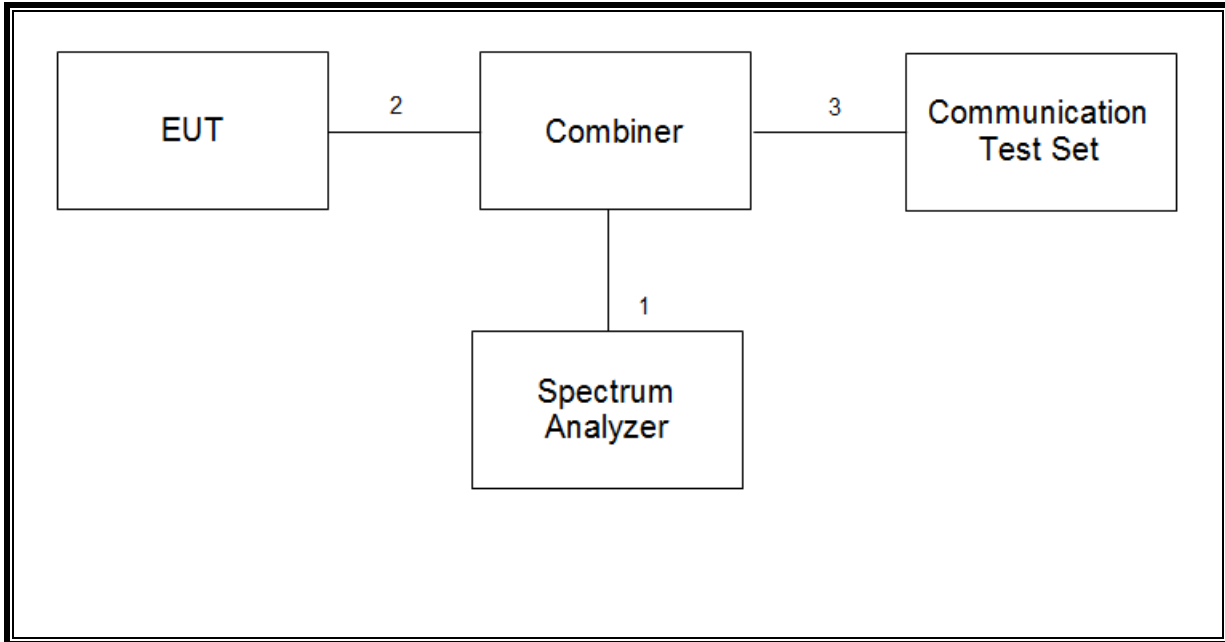 EUT
2
Combiner
3
Communication
Test Set
1
Spectrum
Analyzer